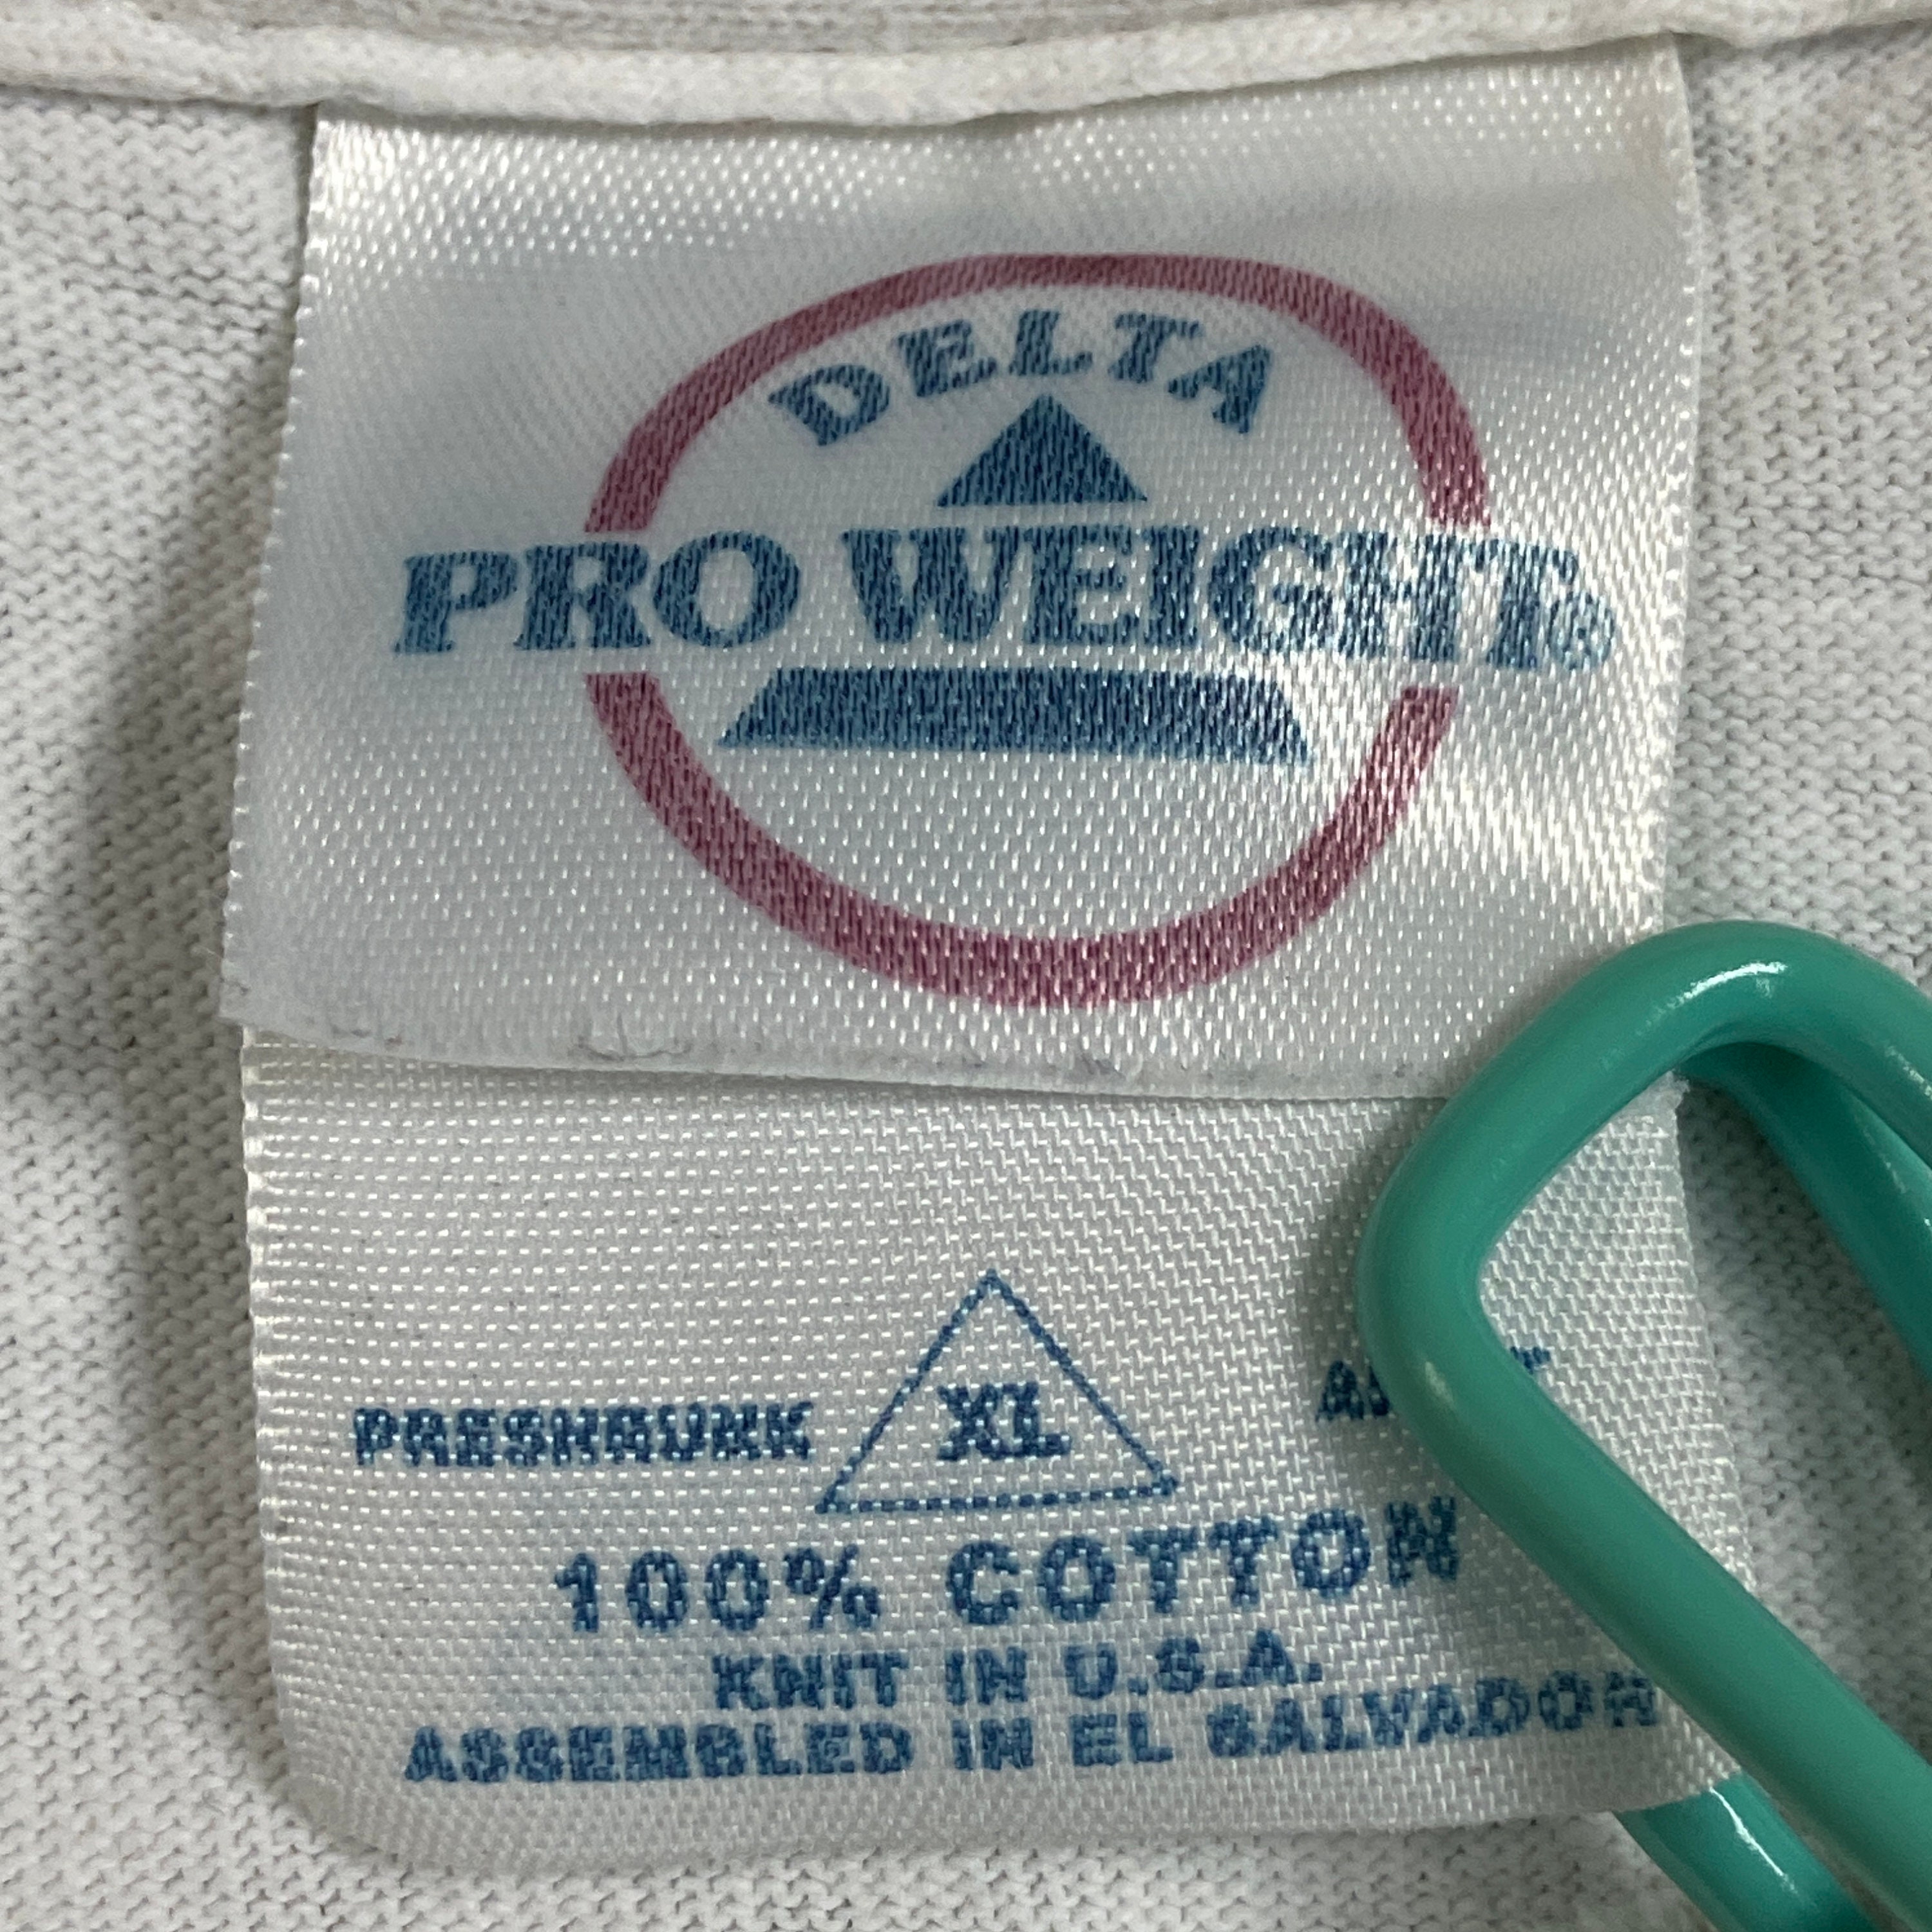 DELTA
PRO WEIGHT®
PRESHRUNK XL
100% COTTON
KNIT IN U.S.A.
ASSEMBLED IN EL SALVADOR